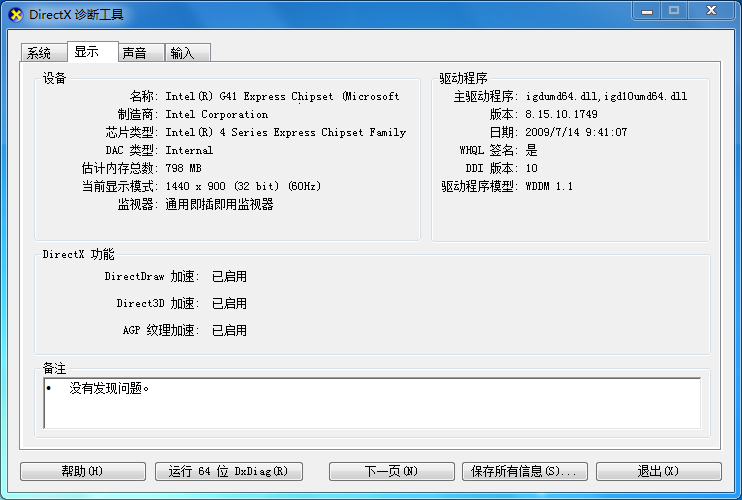 DirectX 诊断工具
系统 显示 声音 输入
设备
名称: Intel(R) G41 Express Chipset (Microsoft
制造商: Intel Corporation
芯片类型: Intel(R) 4 Series Express Chipset Family
DAC 类型: Internal
估计内存总数: 798 MB
当前显示模式: 1440 x 900 (32 bit) (60Hz)
监视器: 通用即插即用监视器
驱动程序
主驱动程序: igdumd64.dll,igd10umd64.dll
版本: 8.15.10.1749
日期: 2009/7/14 9:41:07
WHQL 签名: 是
DDI 版本: 10
驱动程序模型: WDDM 1.1
DirectX 功能
DirectDraw 加速: 已启用
Direct3D 加速: 已启用
AGP 纹理加速: 已启用
备注
• 没有发现问题。
帮助(H) 运行 64 位 DxDiag(R) 下一页(N) 保存所有信息(S)... 退出(X)